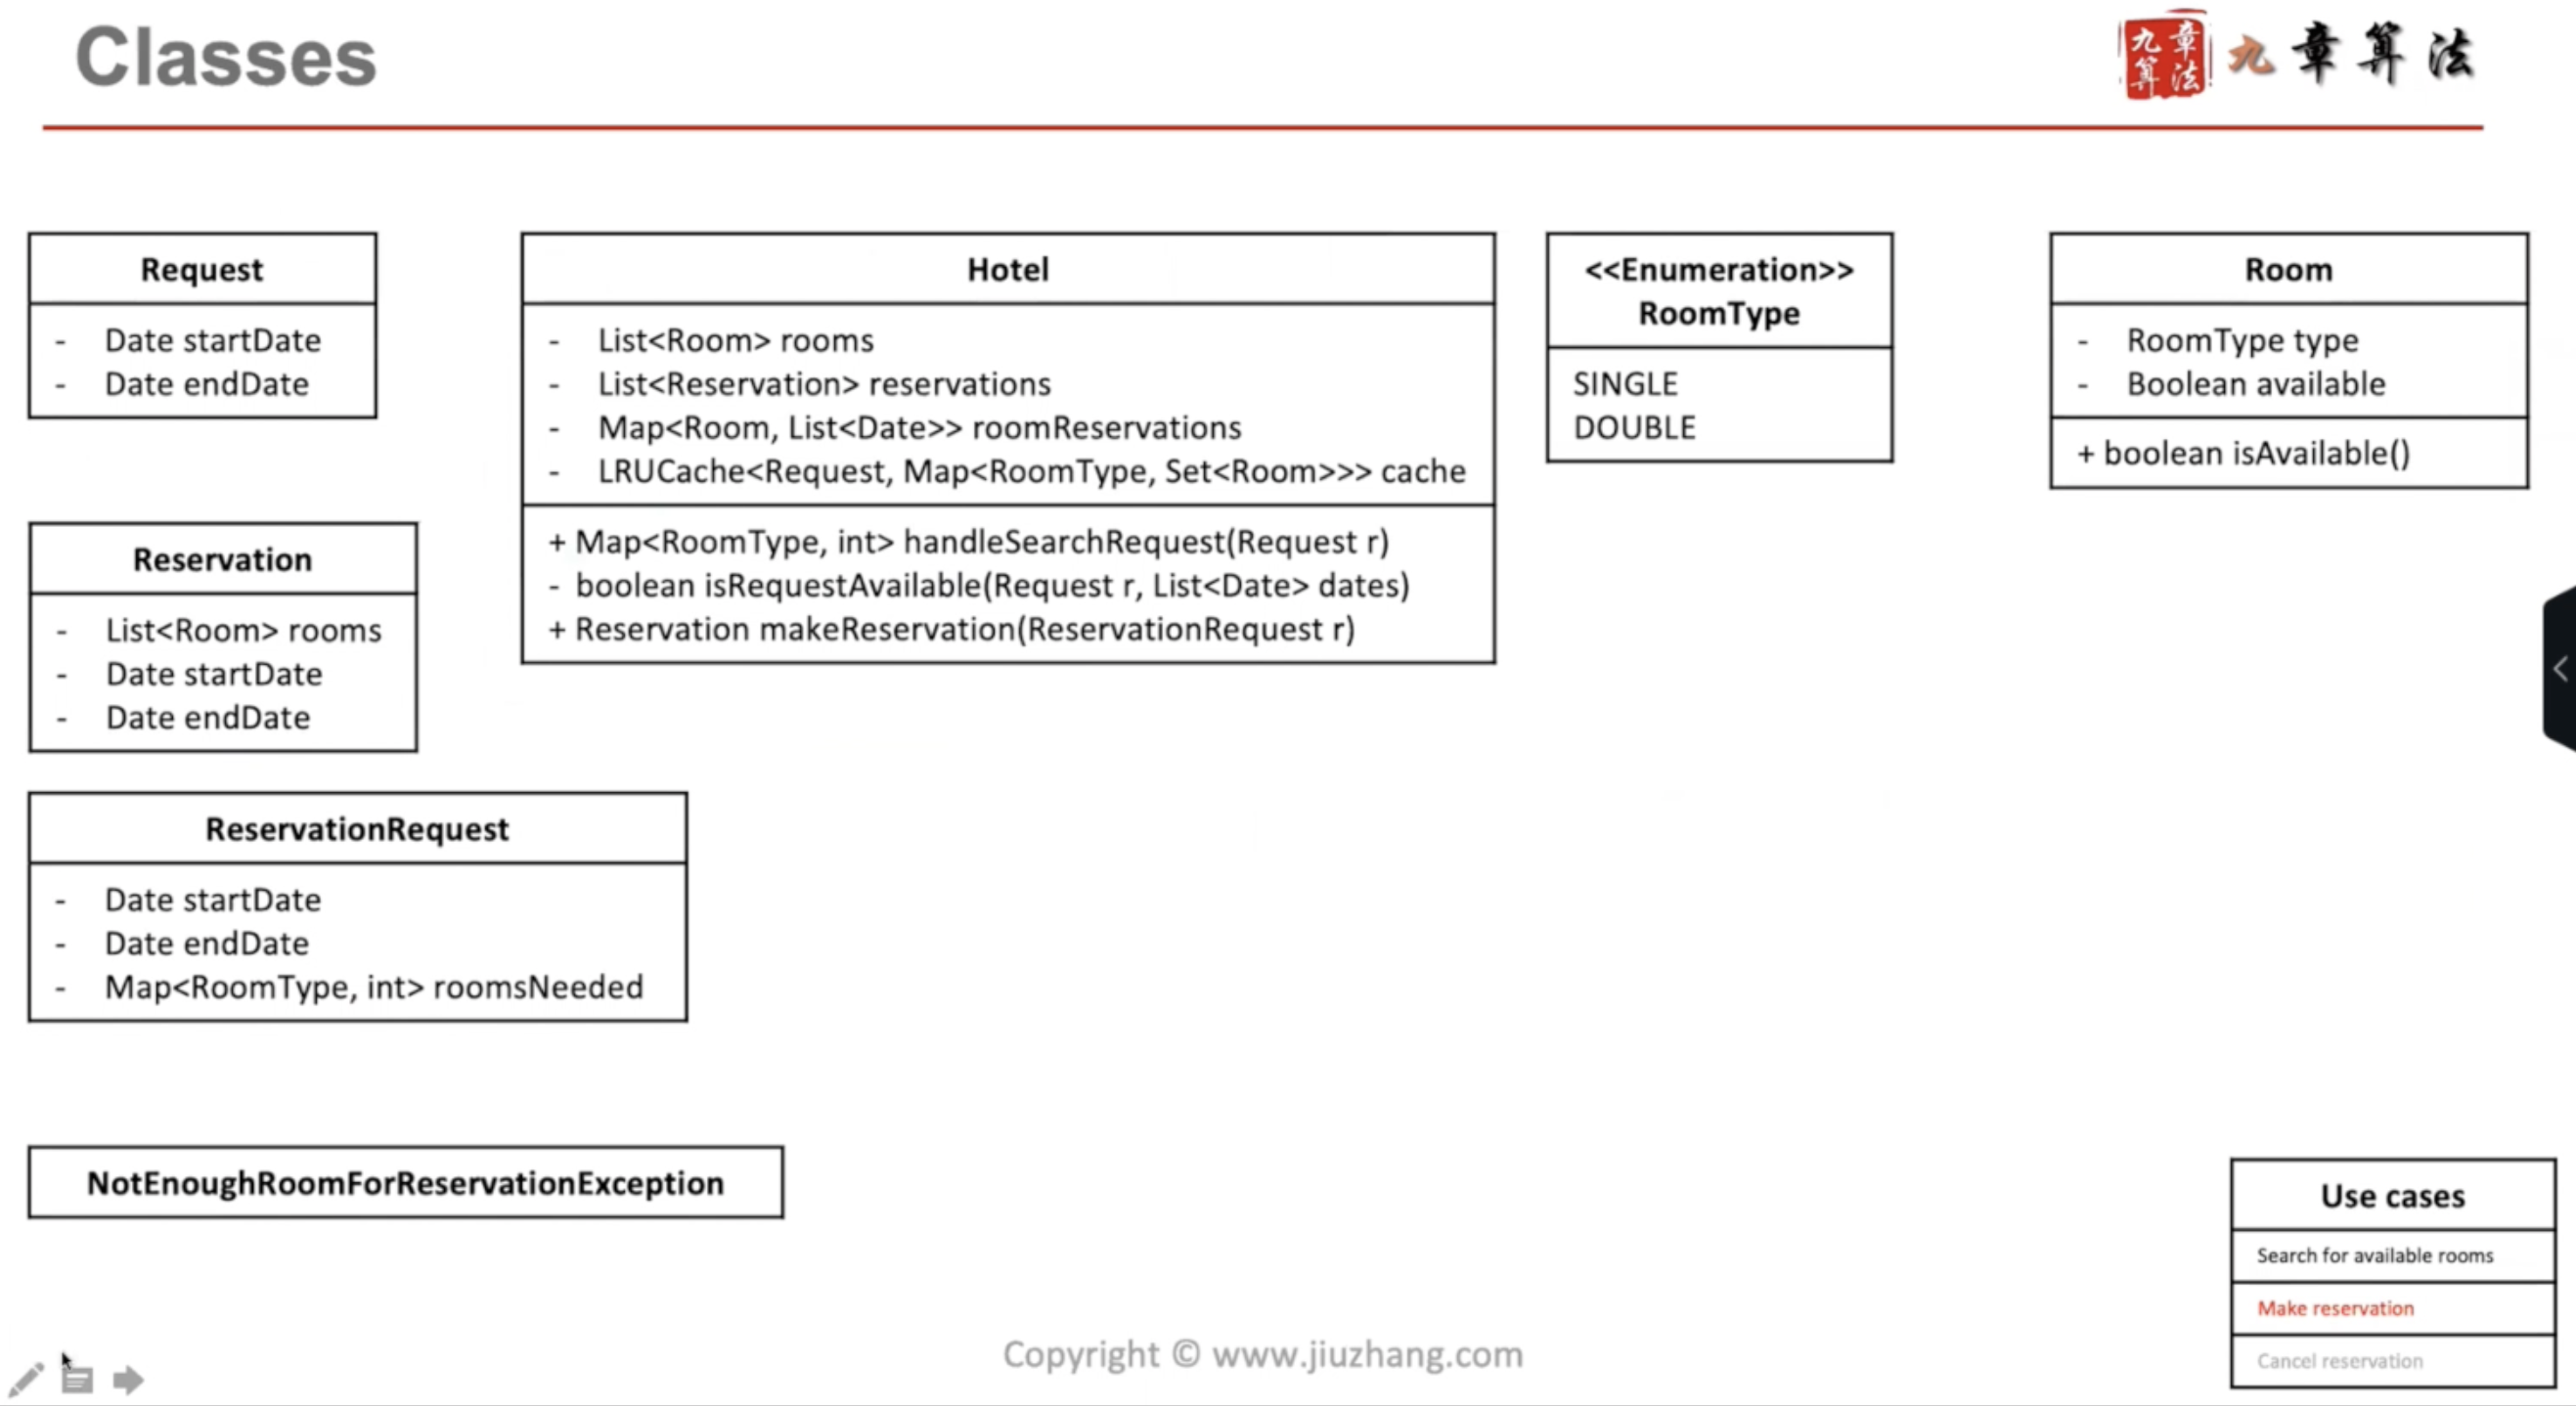 Classes
九章算法
九章算法
Request
- Date startDate
- Date endDate
Hotel
- List<Room> rooms
- List<Reservation> reservations
- Map<Room, List<Date>> roomReservations
- LRUCache<Request, Map<RoomType, Set<Room>>> cache
+ Map<RoomType, int> handleSearchRequest(Request r)
- boolean isRequestAvailable(Request r, List<Date> dates)
+ Reservation makeReservation(ReservationRequest r)
<<Enumeration>>
RoomType
SINGLE
DOUBLE
Room
- RoomType type
- Boolean available
+ boolean isAvailable()
Reservation
- List<Room> rooms
- Date startDate
- Date endDate
ReservationRequest
- Date startDate
- Date endDate
- Map<RoomType, int> roomsNeeded
NotEnoughRoomForReservationException
Use cases
Search for available rooms
Make reservation
Cancel reservation
Copyright © www.jiuzhang.com